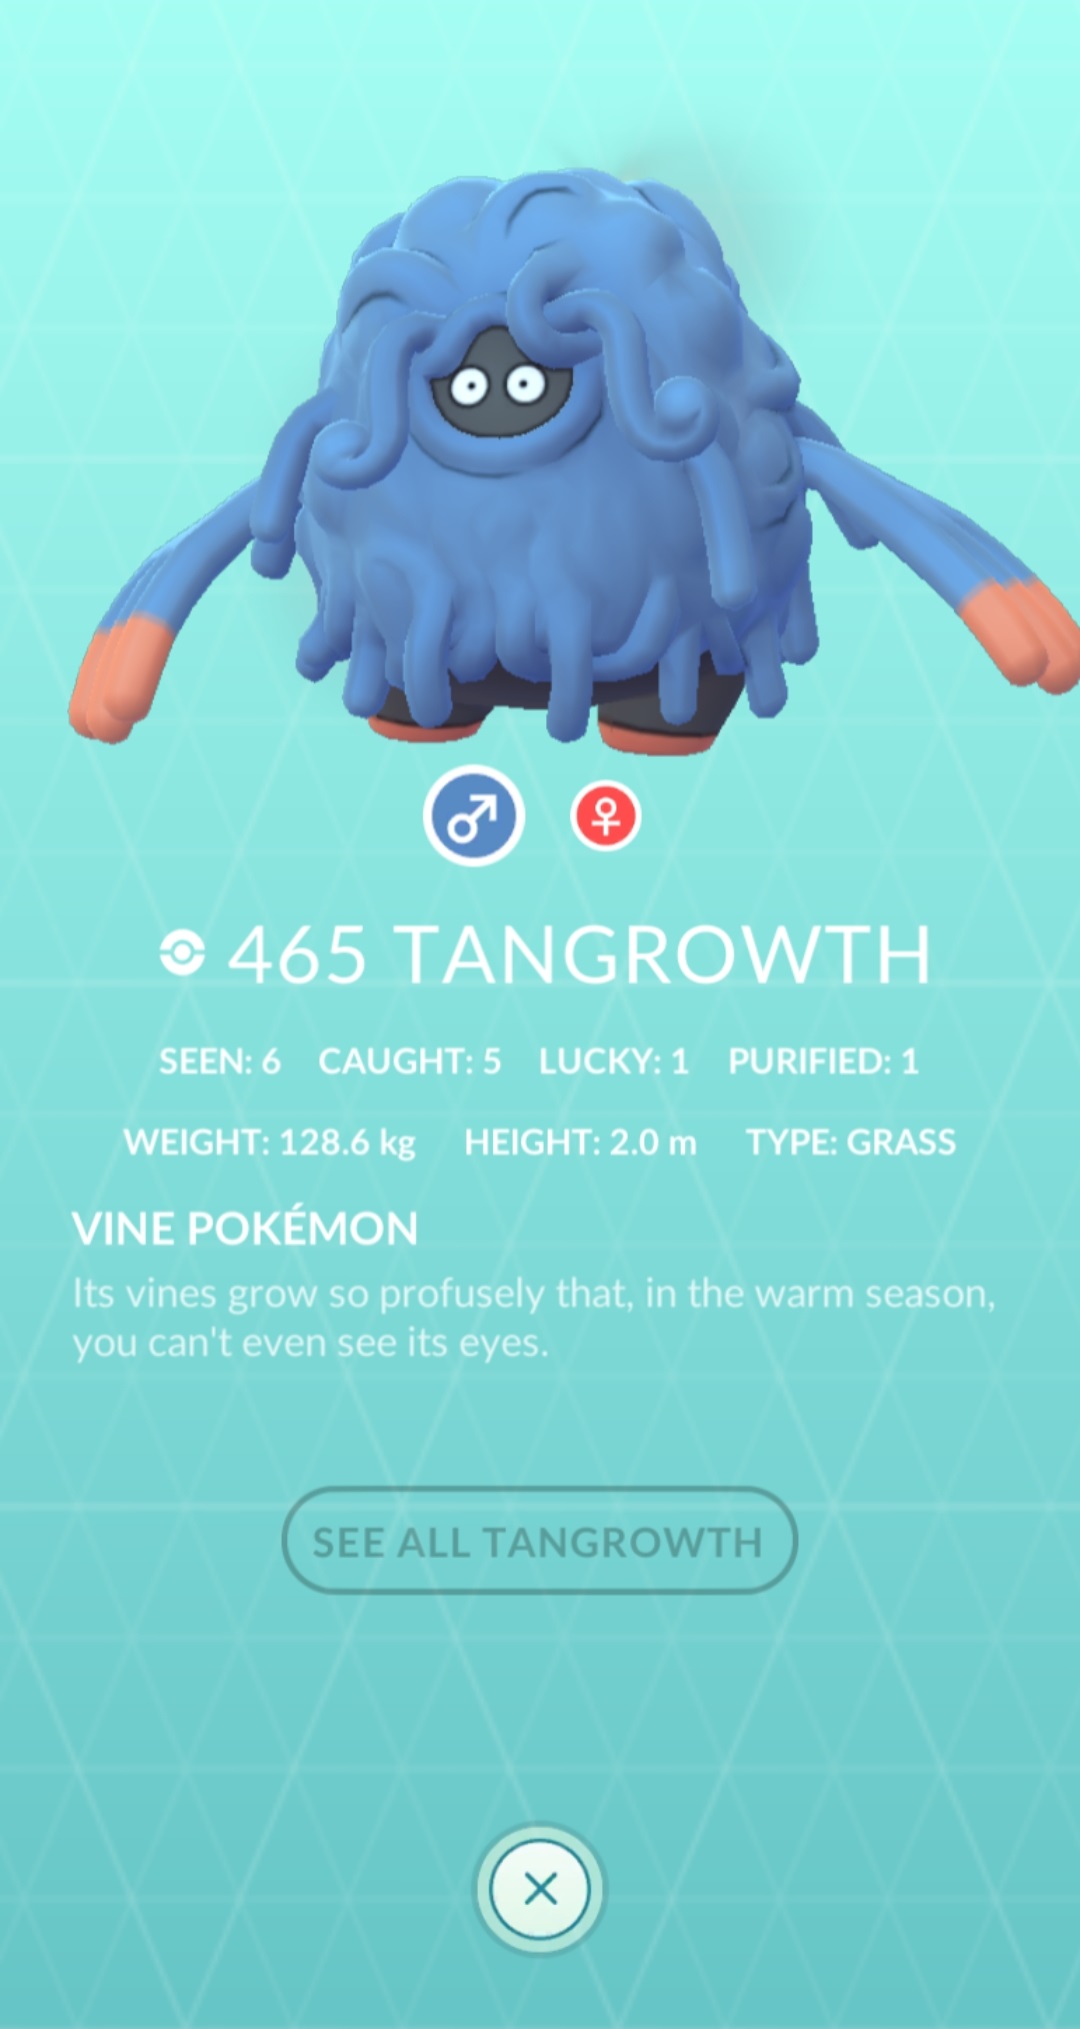 465 TANGROWTH
SEEN: 6 CAUGHT: 5 LUCKY: 1 PURIFIED: 1
WEIGHT: 128.6 kg HEIGHT: 2.0 m TYPE: GRASS
VINE POKÉMON
Its vines grow so profusely that, in the warm season,
you can't even see its eyes.
SEE ALL TANGROWTH